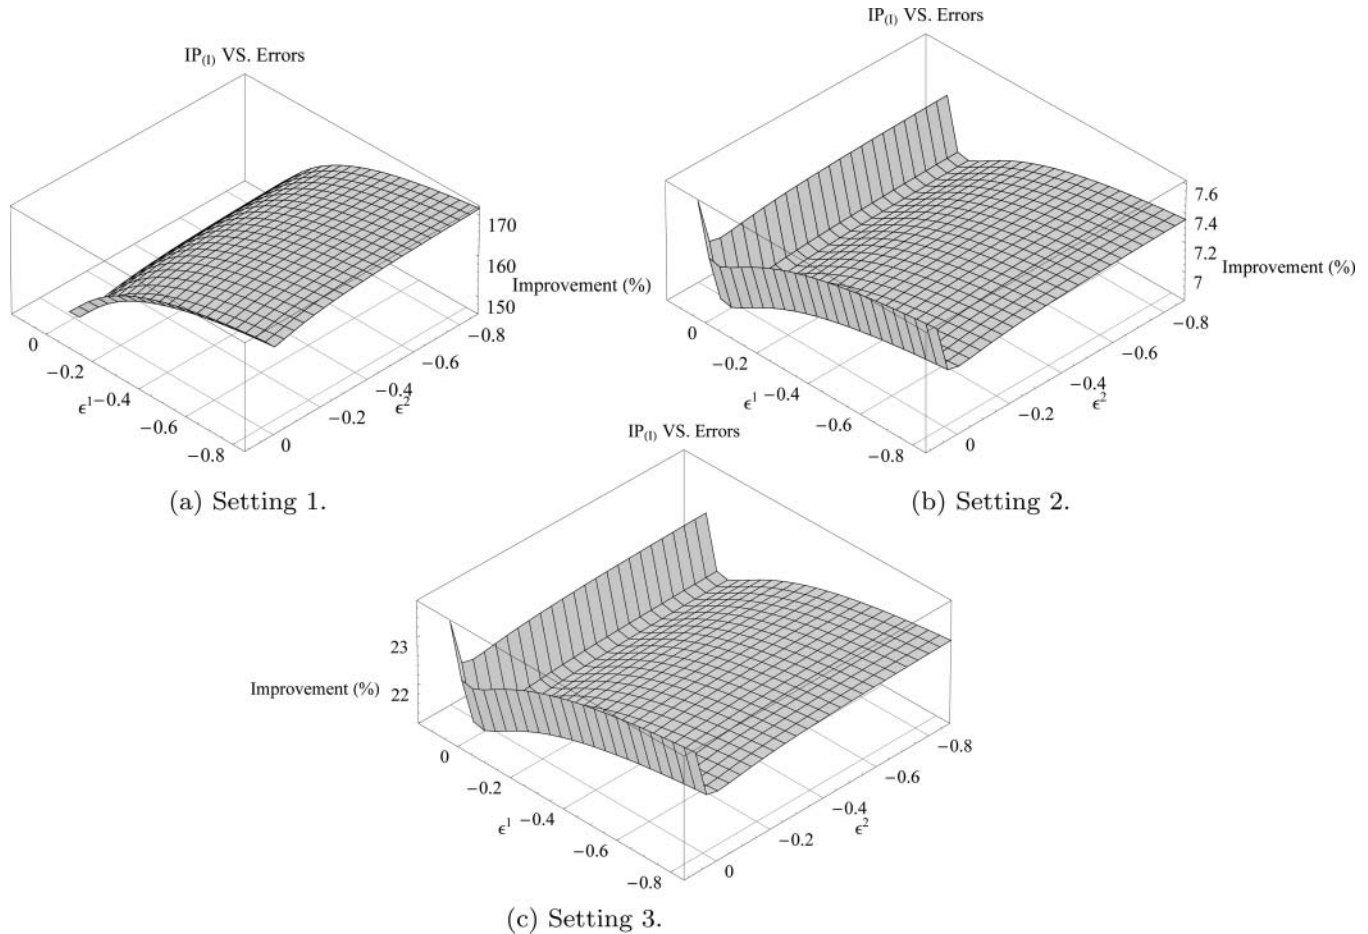 IP(I) VS. Errors
170
160
Improvement (%)
150
0
−0.2
ϵ1
−0.4
−0.6
−0.8
−0.8
−0.6
−0.4
ϵ2
−0.2
0
(a) Setting 1.
IP(I) VS. Errors
7.6
7.4
7.2
Improvement (%)
7
0
−0.2
ϵ1
−0.4
−0.6
−0.8
−0.8
−0.6
−0.4
ϵ2
−0.2
0
(b) Setting 2.
IP(I) VS. Errors
23
Improvement (%)
22
0
−0.2
ϵ1
−0.4
−0.6
−0.8
−0.8
−0.6
−0.4
ϵ2
−0.2
0
(c) Setting 3.